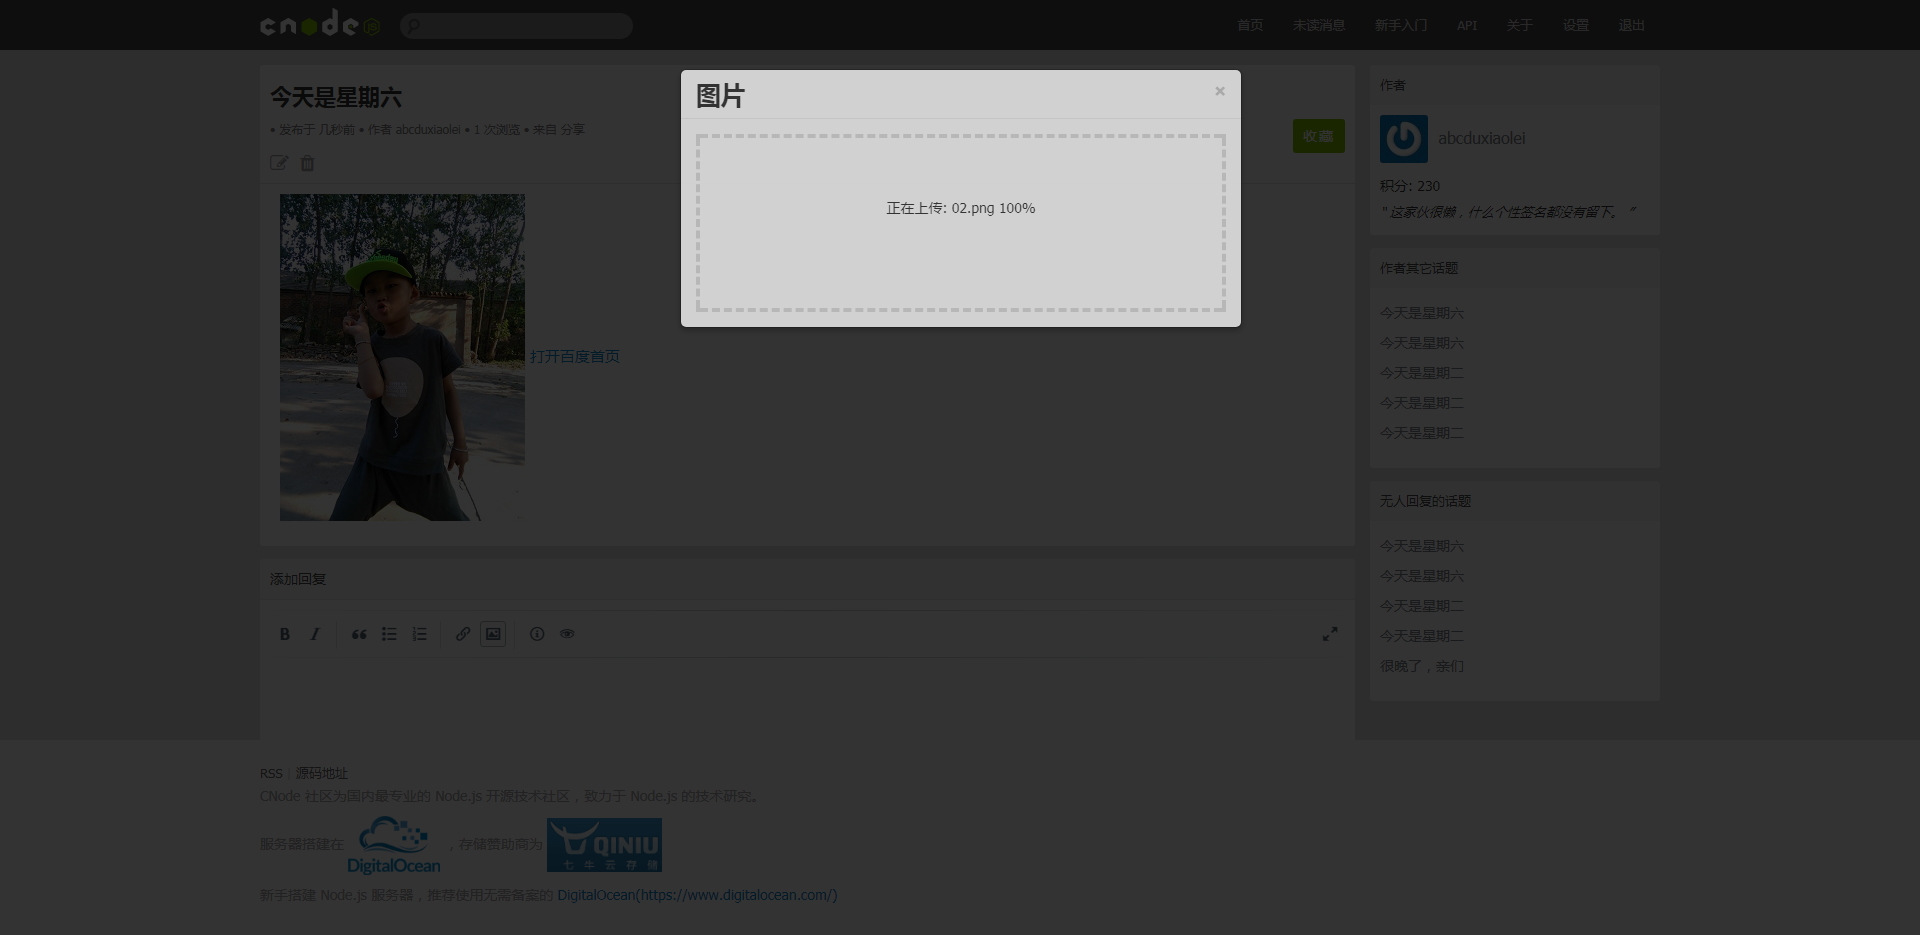 cnode JS
首页 未读消息 新手入门 API 关于 设置 退出
图片 ×
正在上传: 02.png 100%
今天是星期六
• 发布于 几秒前 • 作者 abcduxiaolei • 1 次浏览 • 来自 分享
收藏
打开百度首页
添加回复
B I
作者
abcduxiaolei
积分: 230
“ 这家伙很懒，什么个性签名都没有留下。 ”
作者其它话题
今天是星期六
今天是星期六
今天是星期二
今天是星期二
今天是星期二
无人回复的话题
今天是星期六
今天是星期六
今天是星期二
今天是星期二
很晚了，亲们
RSS | 源码地址
CNode 社区为国内最专业的 Node.js 开源技术社区，致力于 Node.js 的技术研究。
服务器搭建在 DigitalOcean ，存储赞助商为 QINIU 七牛云存储
新手搭建 Node.js 服务器，推荐使用无需备案的 DigitalOcean(https://www.digitalocean.com/)